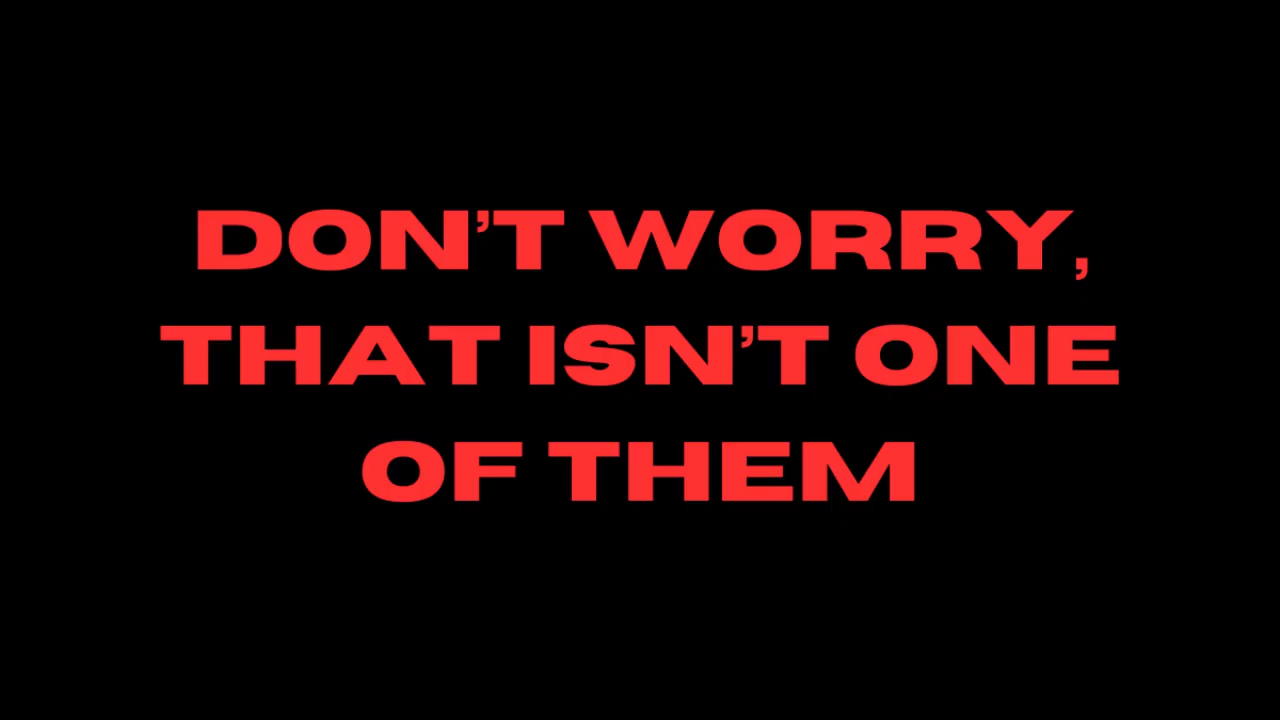 DON’T WORRY,
THAT ISN’T ONE
OF THEM